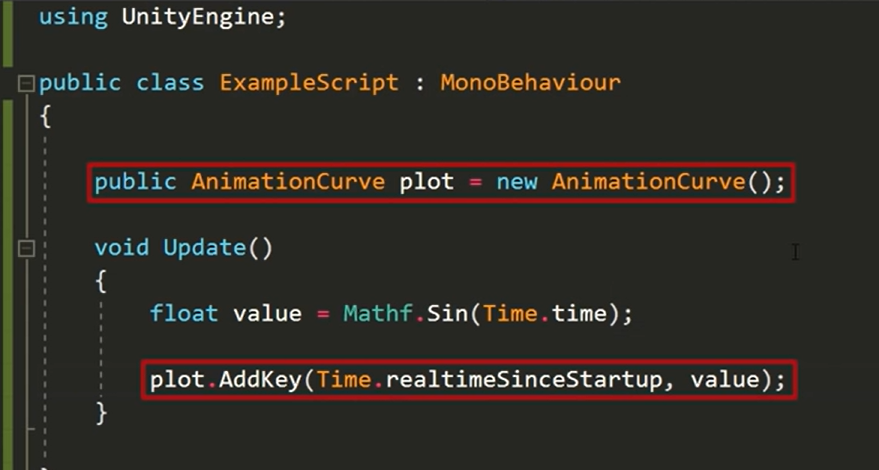 using UnityEngine;
public class ExampleScript : MonoBehaviour
{
public AnimationCurve plot = new AnimationCurve();
void Update()
{
float value = Mathf.Sin(Time.time);
plot.AddKey(Time.realtimeSinceStartup, value);
}